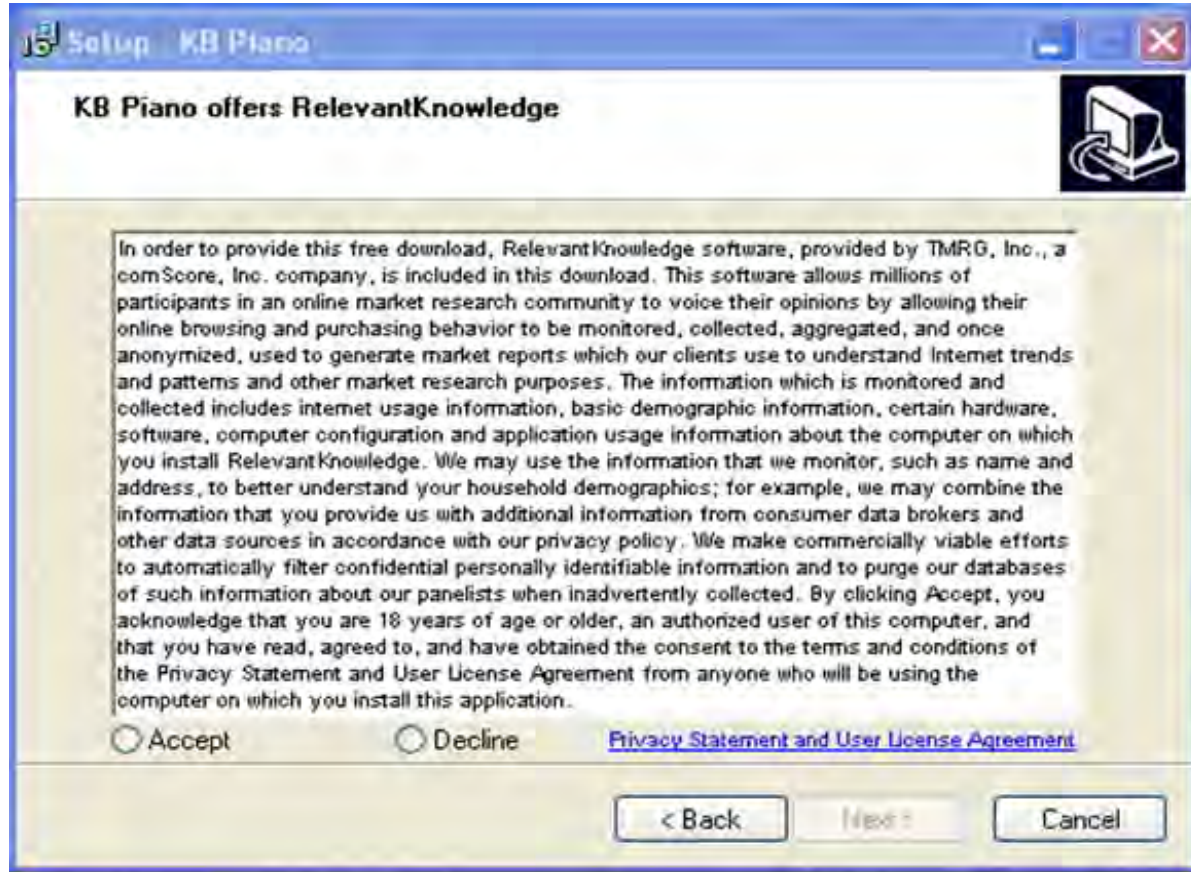 Setup KB Piano
KB Piano offers RelevantKnowledge
In order to provide this free download, RelevantKnowledge software, provided by TMRG, Inc., a
comScore, Inc. company, is included in this download. This software allows millions of
participants in an online market research community to voice their opinions by allowing their
online browsing and purchasing behavior to be monitored, collected, aggregated, and once
anonymized, used to generate market reports which our clients use to understand Internet trends
and patterns and other market research purposes. The information which is monitored and
collected includes internet usage information, basic demographic information, certain hardware,
software, computer configuration and application usage information about the computer on which
you install RelevantKnowledge. We may use the information that we monitor, such as name and
address, to better understand your household demographics; for example, we may combine the
information that you provide us with additional information from consumer data brokers and
other data sources in accordance with our privacy policy. We make commercially viable efforts
to automatically filter confidential personally identifiable information and to purge our databases
of such information about our panelists when inadvertently collected. By clicking Accept, you
acknowledge that you are 18 years of age or older, an authorized user of this computer, and
that you have read, agreed to, and have obtained the consent to the terms and conditions of
the Privacy Statement and User License Agreement from anyone who will be using the
computer on which you install this application.
Accept Decline Privacy Statement and User License Agreement
< Back Next > Cancel